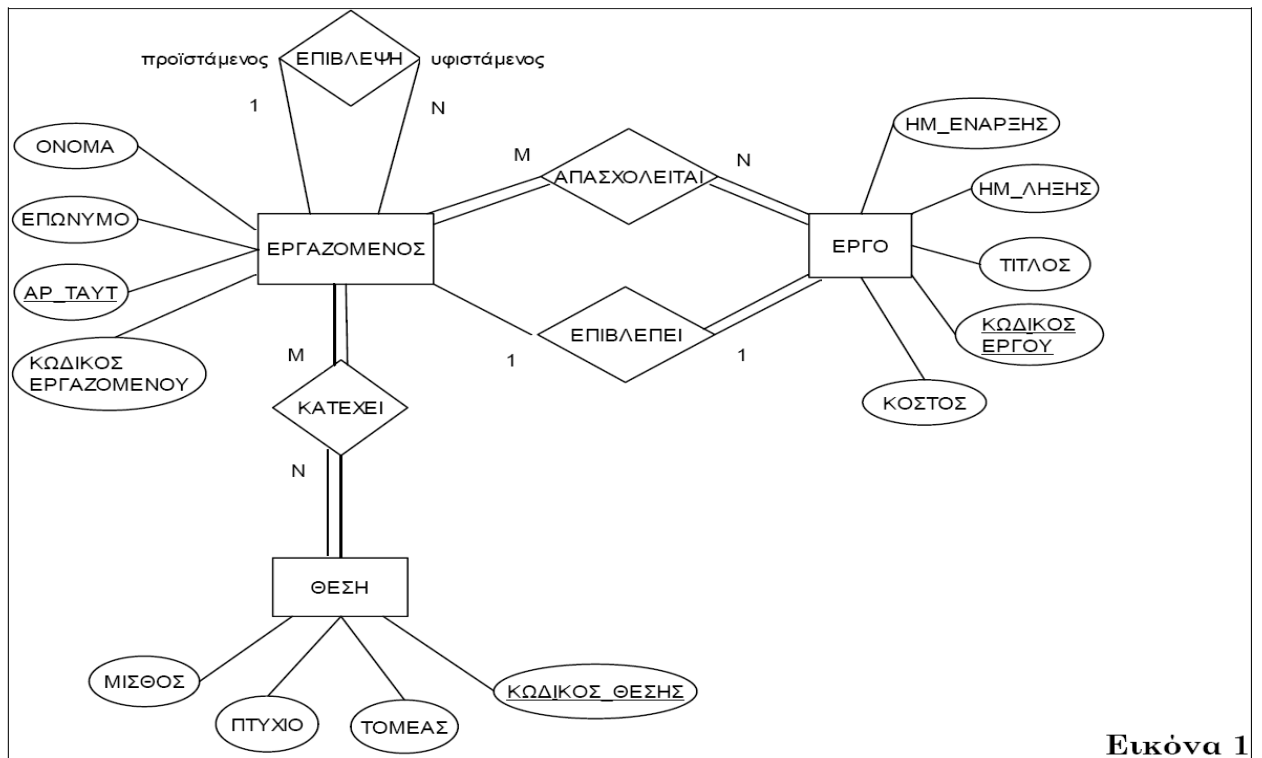 προϊστάμενος
ΕΠΙΒΛΕΨΗ
υφιστάμενος
1
Ν
ΟΝΟΜΑ
ΕΠΩΝΥΜΟ
ΑΡ_ΤΑΥΤ
ΚΩΔΙΚΟΣ
ΕΡΓΑΖΟΜΕΝΟΥ
ΕΡΓΑΖΟΜΕΝΟΣ
Μ
ΑΠΑΣΧΟΛΕΙΤΑΙ
Ν
ΕΡΓΟ
ΗΜ_ΕΝΑΡΞΗΣ
ΗΜ_ΛΗΞΗΣ
ΤΙΤΛΟΣ
ΚΩΔΙΚΟΣ
ΕΡΓΟΥ
ΚΟΣΤΟΣ
1
ΕΠΙΒΛΕΠΕΙ
1
Μ
ΚΑΤΕΧΕΙ
Ν
ΘΕΣΗ
ΜΙΣΘΟΣ
ΠΤΥΧΙΟ
ΤΟΜΕΑΣ
ΚΩΔΙΚΟΣ_ΘΕΣΗΣ
Εικόνα 1